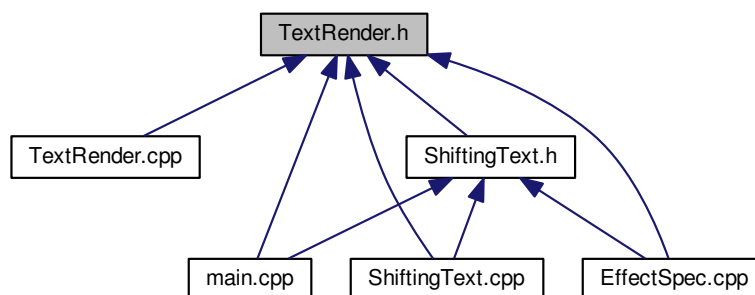 TextRender.h
TextRender.cpp
ShiftingText.h
main.cpp
ShiftingText.cpp
EffectSpec.cpp